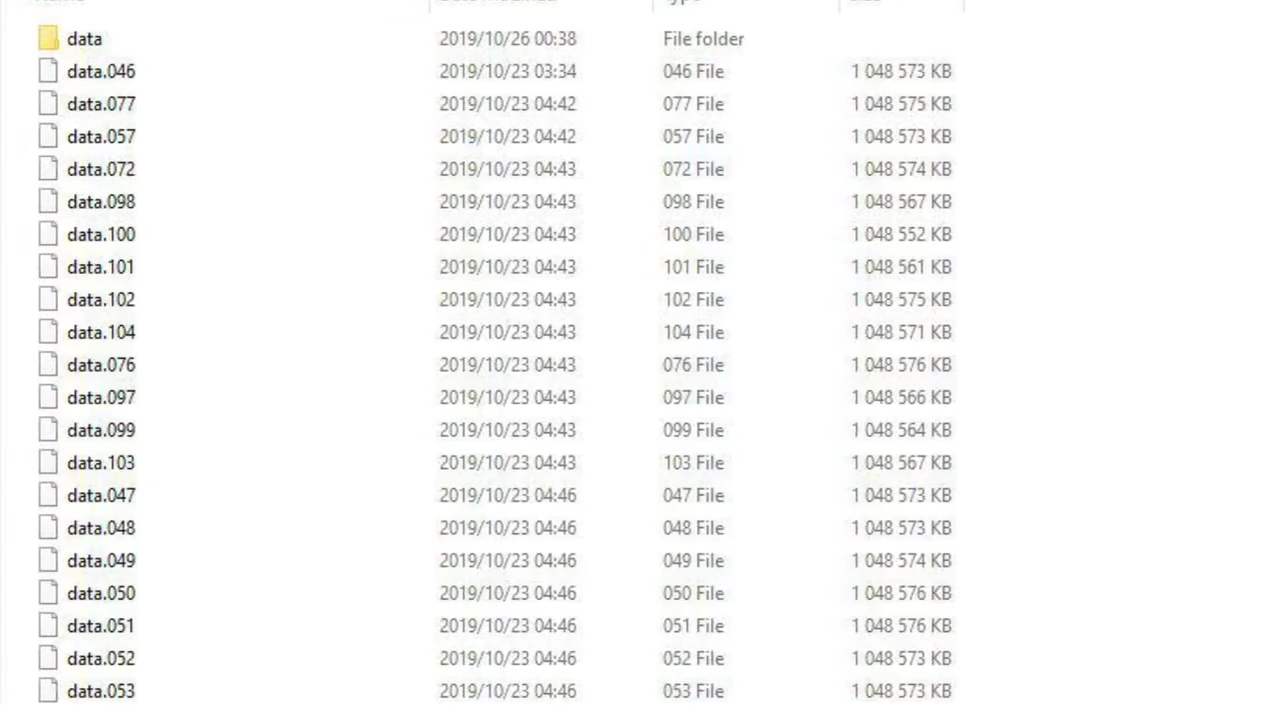 data 2019/10/26 00:38 File folder
data.046 2019/10/23 03:34 046 File 1 048 573 KB
data.077 2019/10/23 04:42 077 File 1 048 575 KB
data.057 2019/10/23 04:42 057 File 1 048 573 KB
data.072 2019/10/23 04:43 072 File 1 048 574 KB
data.098 2019/10/23 04:43 098 File 1 048 567 KB
data.100 2019/10/23 04:43 100 File 1 048 552 KB
data.101 2019/10/23 04:43 101 File 1 048 561 KB
data.102 2019/10/23 04:43 102 File 1 048 575 KB
data.104 2019/10/23 04:43 104 File 1 048 571 KB
data.076 2019/10/23 04:43 076 File 1 048 576 KB
data.097 2019/10/23 04:43 097 File 1 048 566 KB
data.099 2019/10/23 04:43 099 File 1 048 564 KB
data.103 2019/10/23 04:43 103 File 1 048 567 KB
data.047 2019/10/23 04:46 047 File 1 048 573 KB
data.048 2019/10/23 04:46 048 File 1 048 573 KB
data.049 2019/10/23 04:46 049 File 1 048 574 KB
data.050 2019/10/23 04:46 050 File 1 048 576 KB
data.051 2019/10/23 04:46 051 File 1 048 576 KB
data.052 2019/10/23 04:46 052 File 1 048 573 KB
data.053 2019/10/23 04:46 053 File 1 048 573 KB